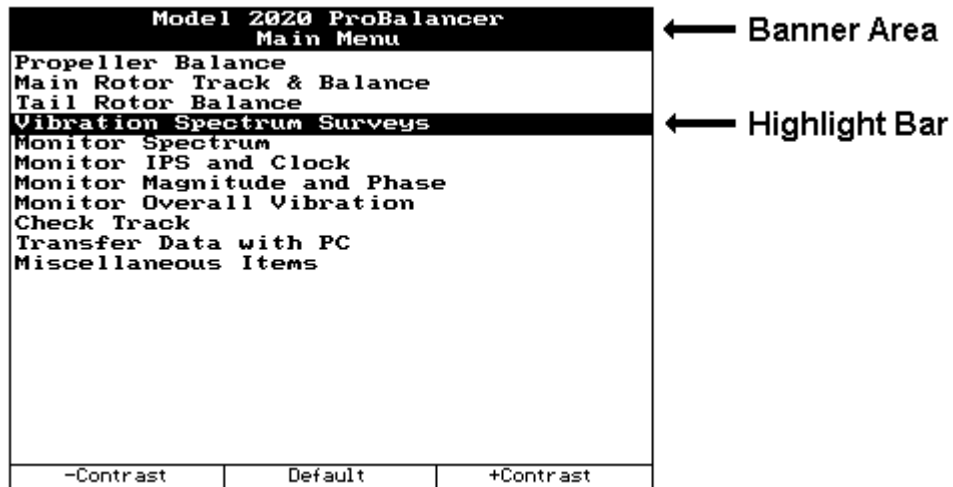 Model 2020 ProBalancer
Main Menu
Banner Area
Propeller Balance
Main Rotor Track & Balance
Tail Rotor Balance
Vibration Spectrum Surveys
Highlight Bar
Monitor Spectrum
Monitor IPS and Clock
Monitor Magnitude and Phase
Monitor Overall Vibration
Check Track
Transfer Data with PC
Miscellaneous Items
-Contrast
Default
+Contrast